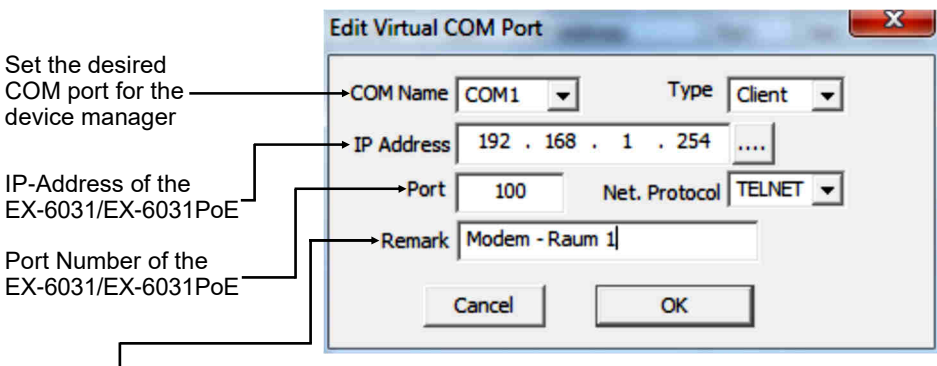 Edit Virtual COM Port
X
Set the desired
COM port for the
device manager
COM Name COM1 Type Client
IP Address 192 . 168 . 1 . 254 ....
IP-Address of the
EX-6031/EX-6031PoE
Port 100 Net. Protocol TELNET
Remark Modem - Raum 1
Port Number of the
EX-6031/EX-6031PoE
Cancel OK